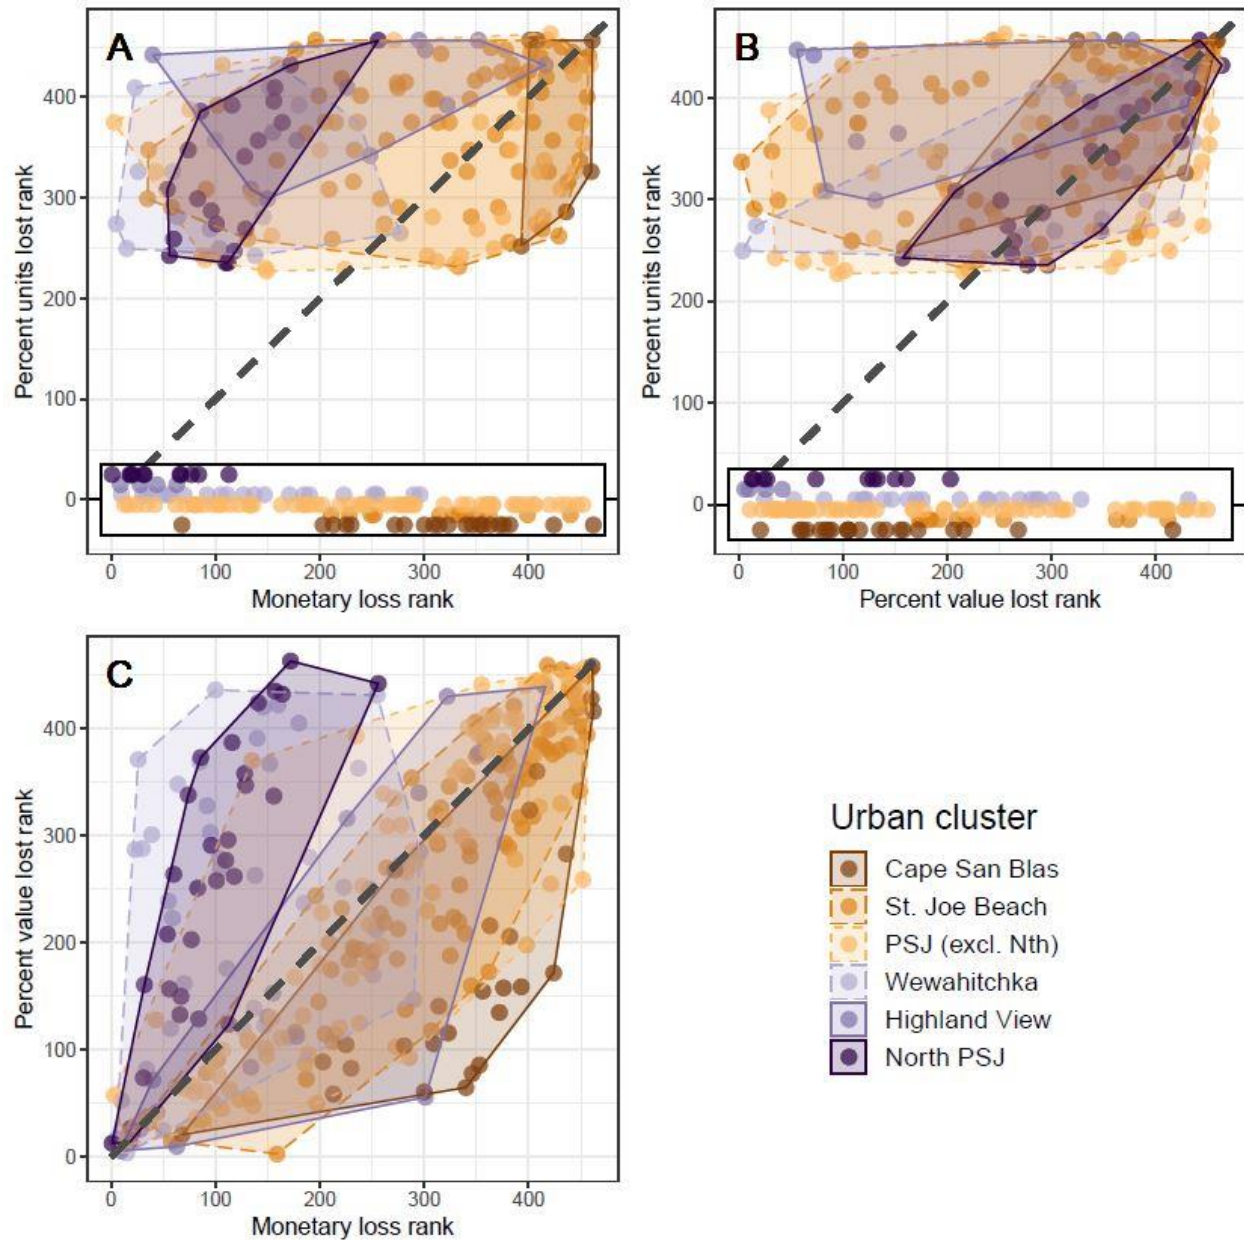 A
B
Percent units lost rank
400
300
200
100
0
0 100 200 300 400
Monetary loss rank
Percent units lost rank
400
300
200
100
0
0 100 200 300 400
Percent value lost rank
C
Percent value lost rank
400
300
200
100
0
0 100 200 300 400
Monetary loss rank
Urban cluster
Cape San Blas
St. Joe Beach
PSJ (excl. Nth)
Wewahitchka
Highland View
North PSJ